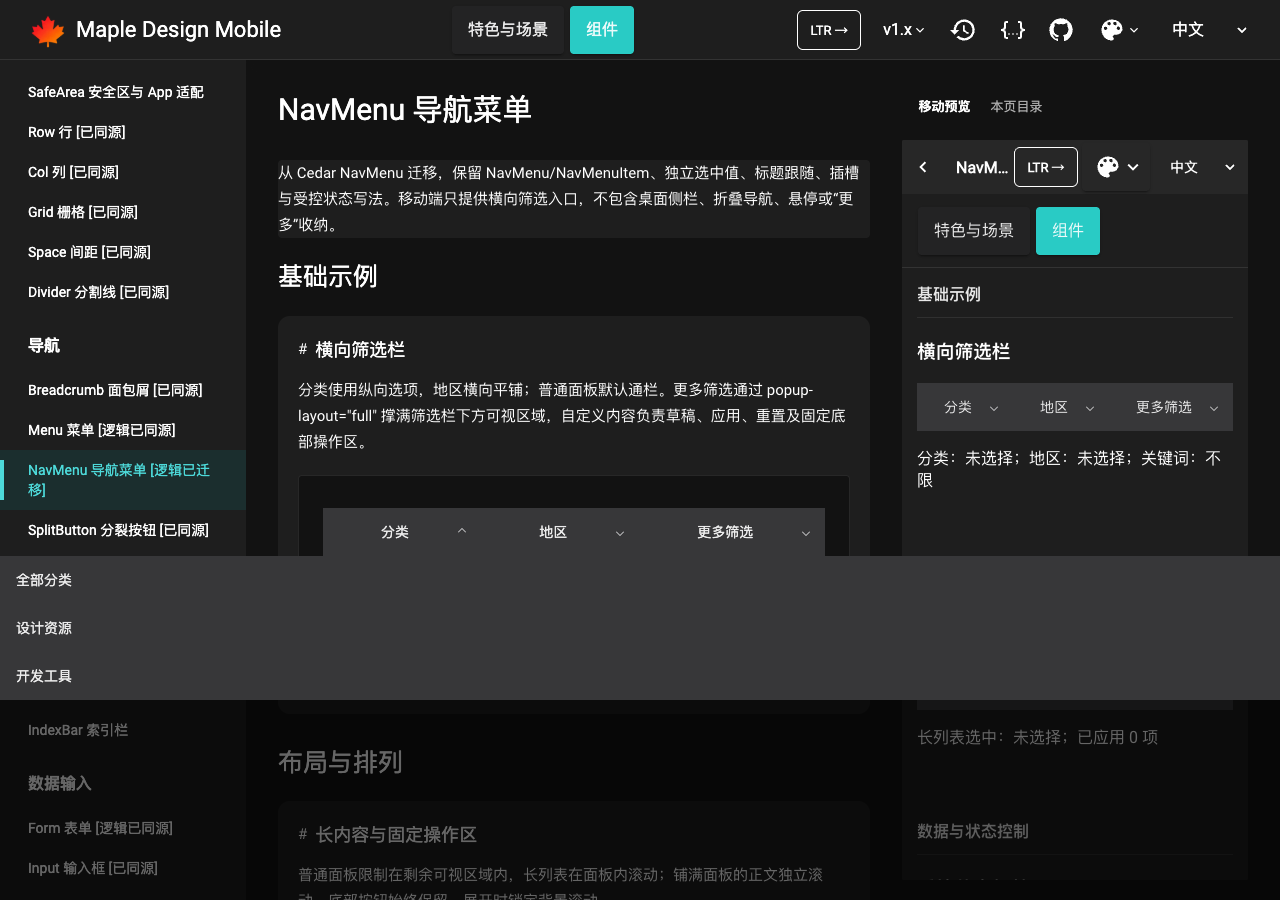 Maple Design Mobile
特色与场景
组件
LTR→
v1.x
{...}
中文
SafeArea 安全区与 App 适配
Row 行 [已同源]
Col 列 [已同源]
Grid 栅格 [已同源]
Space 间距 [已同源]
Divider 分割线 [已同源]
导航
Breadcrumb 面包屑 [已同源]
Menu 菜单 [逻辑已同源]
NavMenu 导航菜单 [逻辑已迁
移]
SplitButton 分裂按钮 [已同源]
NavMenu 导航菜单
从 Cedar NavMenu 迁移，保留 NavMenu/NavMenuItem、独立选中值、标题跟随、插槽
与受控状态写法。移动端只提供横向筛选入口，不包含桌面侧栏、折叠导航、悬停或“更
多”收纳。
基础示例
# 横向筛选栏
分类使用纵向选项，地区横向平铺；普通面板默认通栏。更多筛选通过 popup-
layout="full" 撑满筛选栏下方可视区域，自定义内容负责草稿、应用、重置及固定底
部操作区。
分类
地区
更多筛选
移动预览
本页目录
NavM...
LTR→
中文
特色与场景
组件
基础示例
横向筛选栏
分类
地区
更多筛选
分类：未选择；地区：未选择；关键词：不
限
全部分类
设计资源
开发工具
IndexBar 索引栏
数据输入
Form 表单 [逻辑已同源]
Input 输入框 [已同源]
布局与排列
# 长内容与固定操作区
普通面板限制在剩余可视区域内，长列表在面板内滚动；铺满面板的正文独立滚
长列表选中：未选择；已应用 0 项
数据与状态控制